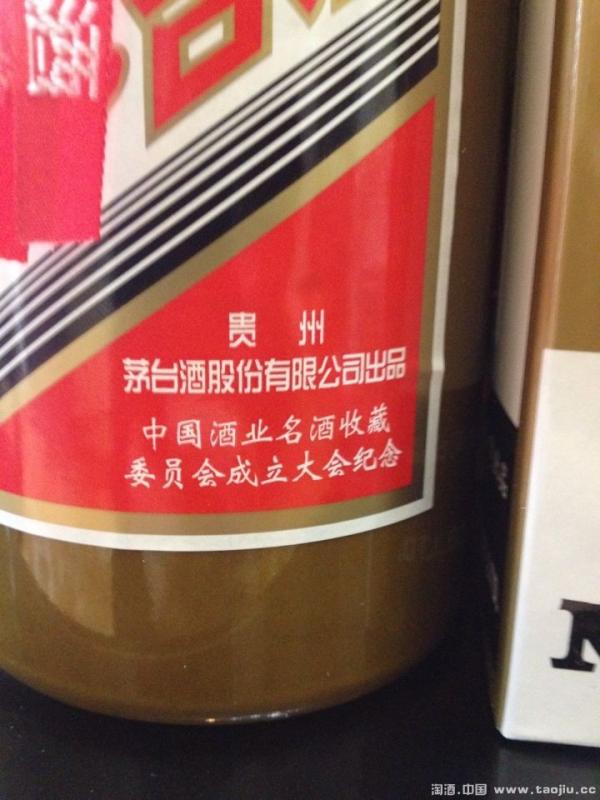 台
贵 州
茅台酒股份有限公司出品
中国酒业名酒收藏
委员会成立大会纪念
淘酒.中国 www.taojiu.cc